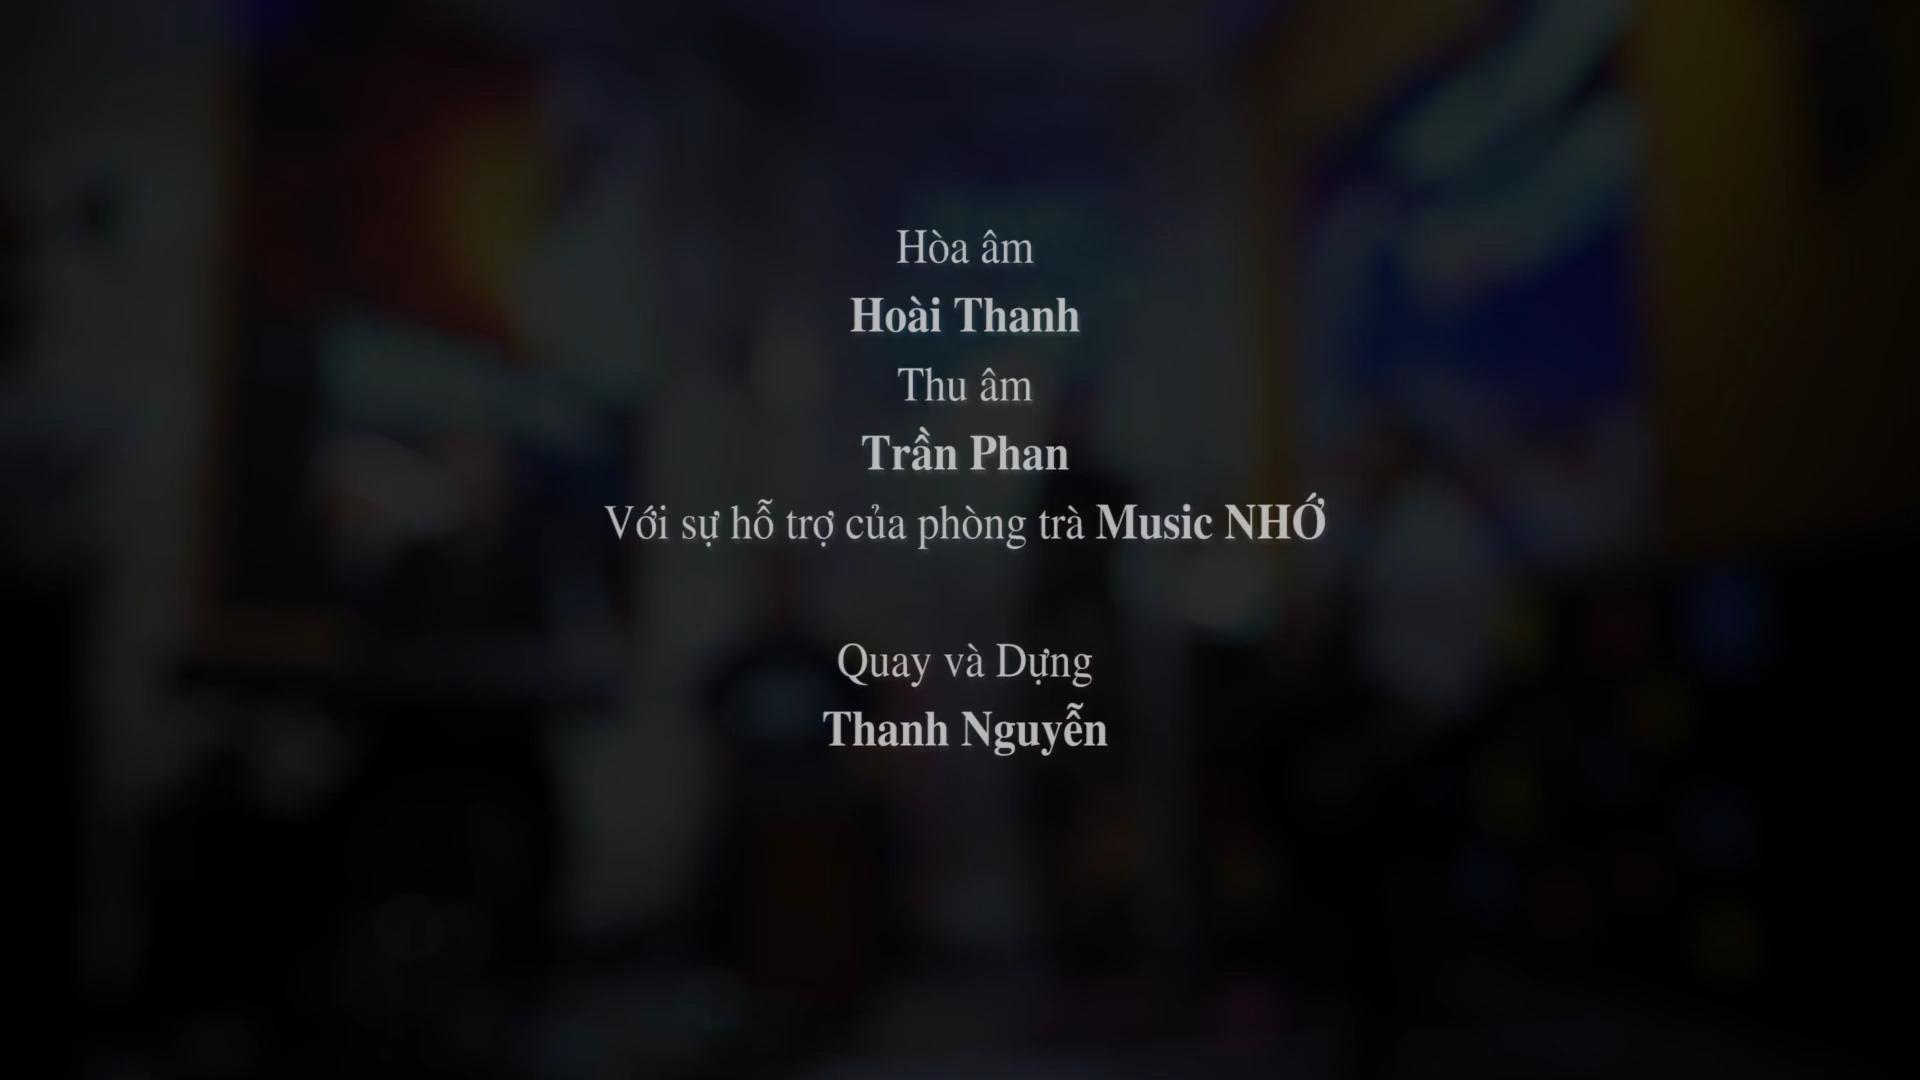 Hòa âm
Hoài Thanh
Thu âm
Trần Phan
Với sự hỗ trợ của phòng trà Music NHỚ
Quay và Dựng
Thanh Nguyễn